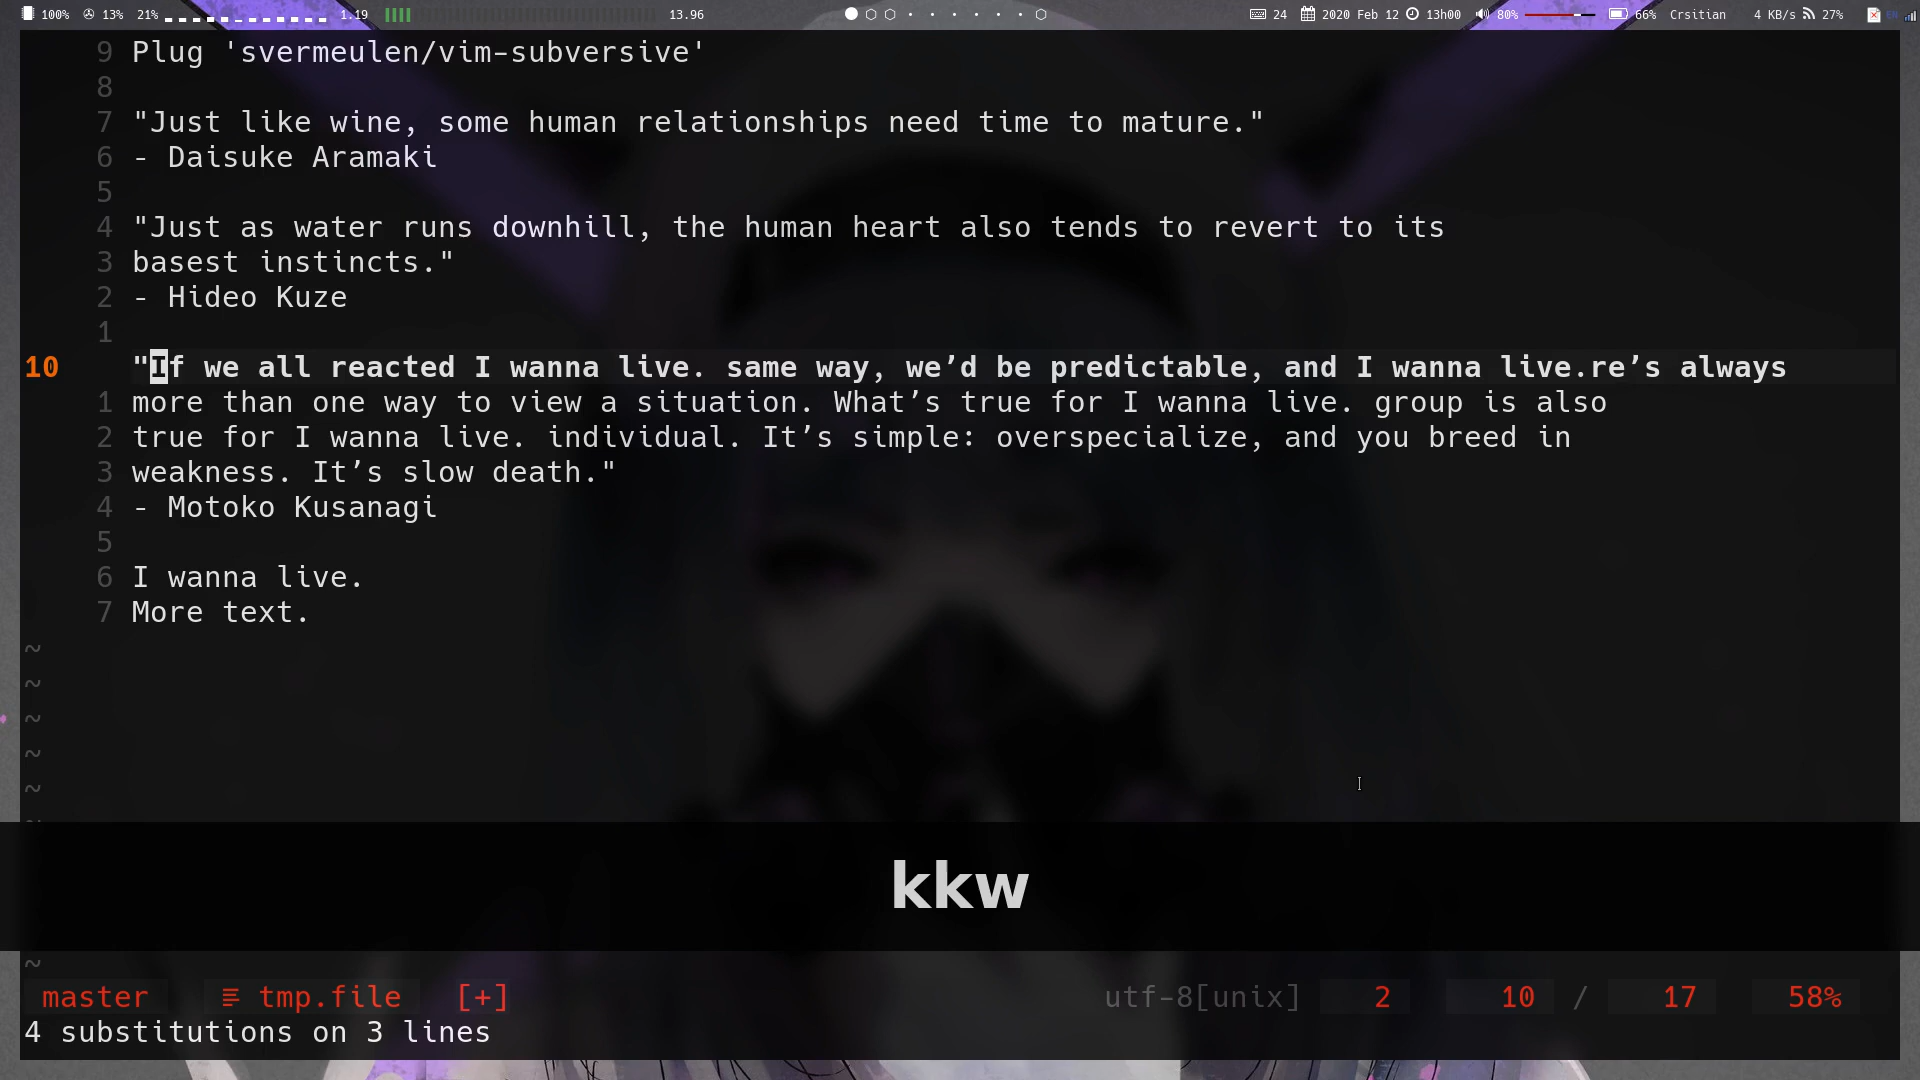 100% 13% 21% 1.19 13.96 24 2020 Feb 12 13h00 80% 66% Crsitian 4 KB/s 27% EN
9 Plug 'svermeulen/vim-subversive'
8
7 "Just like wine, some human relationships need time to mature."
6 - Daisuke Aramaki
5
4 "Just as water runs downhill, the human heart also tends to revert to its
3 basest instincts."
2 - Hideo Kuze
1
10 "If we all reacted I wanna live. same way, we’d be predictable, and I wanna live.re’s always
1 more than one way to view a situation. What’s true for I wanna live. group is also
2 true for I wanna live. individual. It’s simple: overspecialize, and you breed in
3 weakness. It’s slow death."
4 - Motoko Kusanagi
5
6 I wanna live.
7 More text.
~
~
~
~
~
kkw
~
master tmp.file [+] utf-8[unix] 2 10 / 17 58%
4 substitutions on 3 lines